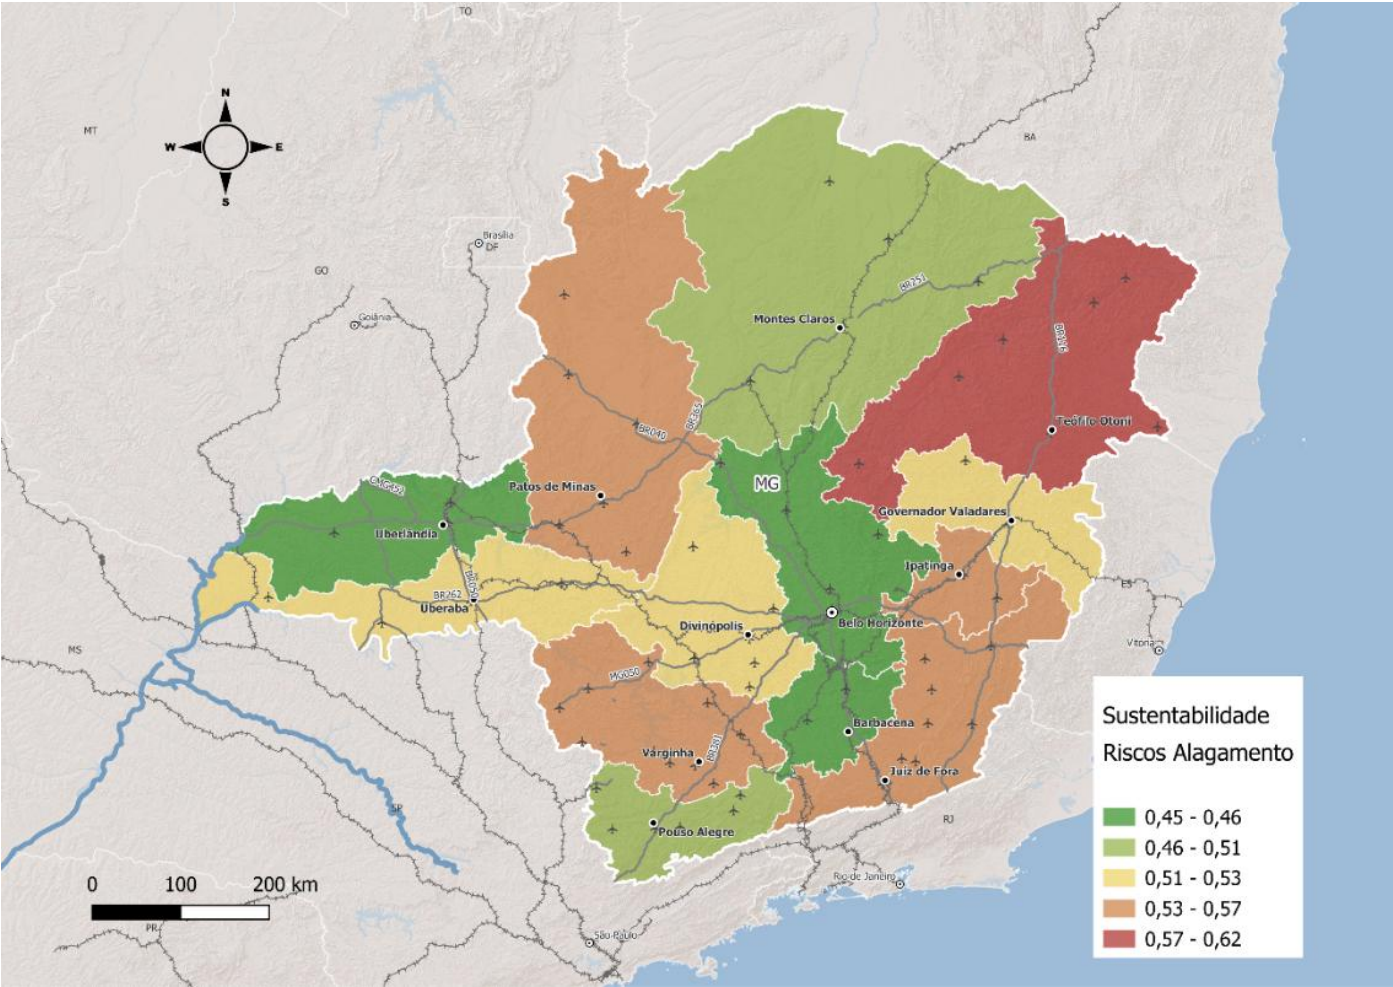 TO
N
W
E
S
MT
BA
Brasília
DF
GO
Goiânia
BR251
Montes Claros
BR116
BR365
BR040
Teófilo Otoni
MG
CMG452
Patos de Minas
Uberlândia
Governador Valadares
Ipatinga
BR050
BR262
Uberaba
ES
Divinópolis
Belo Horizonte
Vitória
MS
MG050
Barbacena
BR381
Varginha
Juiz de Fora
Sustentabilidade
Riscos Alagamento
0,45 - 0,46
0,46 - 0,51
0,51 - 0,53
0,53 - 0,57
0,57 - 0,62
SP
Pouso Alegre
RJ
Rio de Janeiro
0 100 200 km
PR
São Paulo